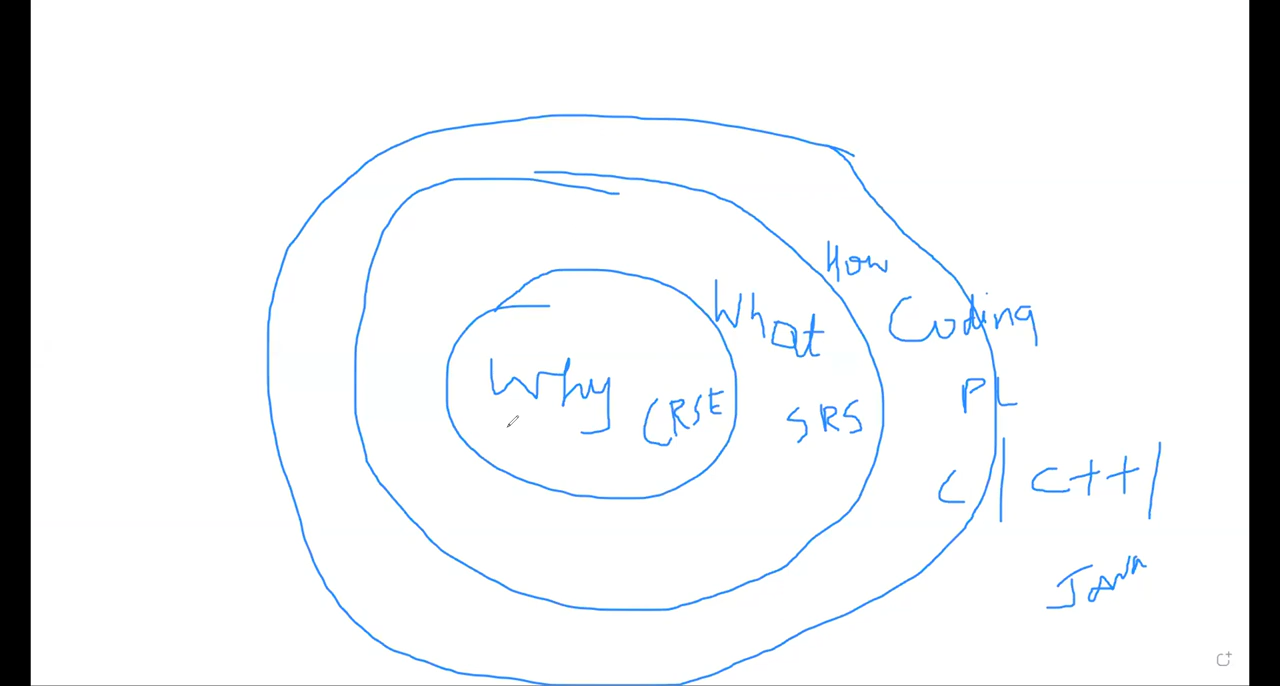 How
What
Coding
Why
CRSE
SRS
PL
C | C++ |
Java